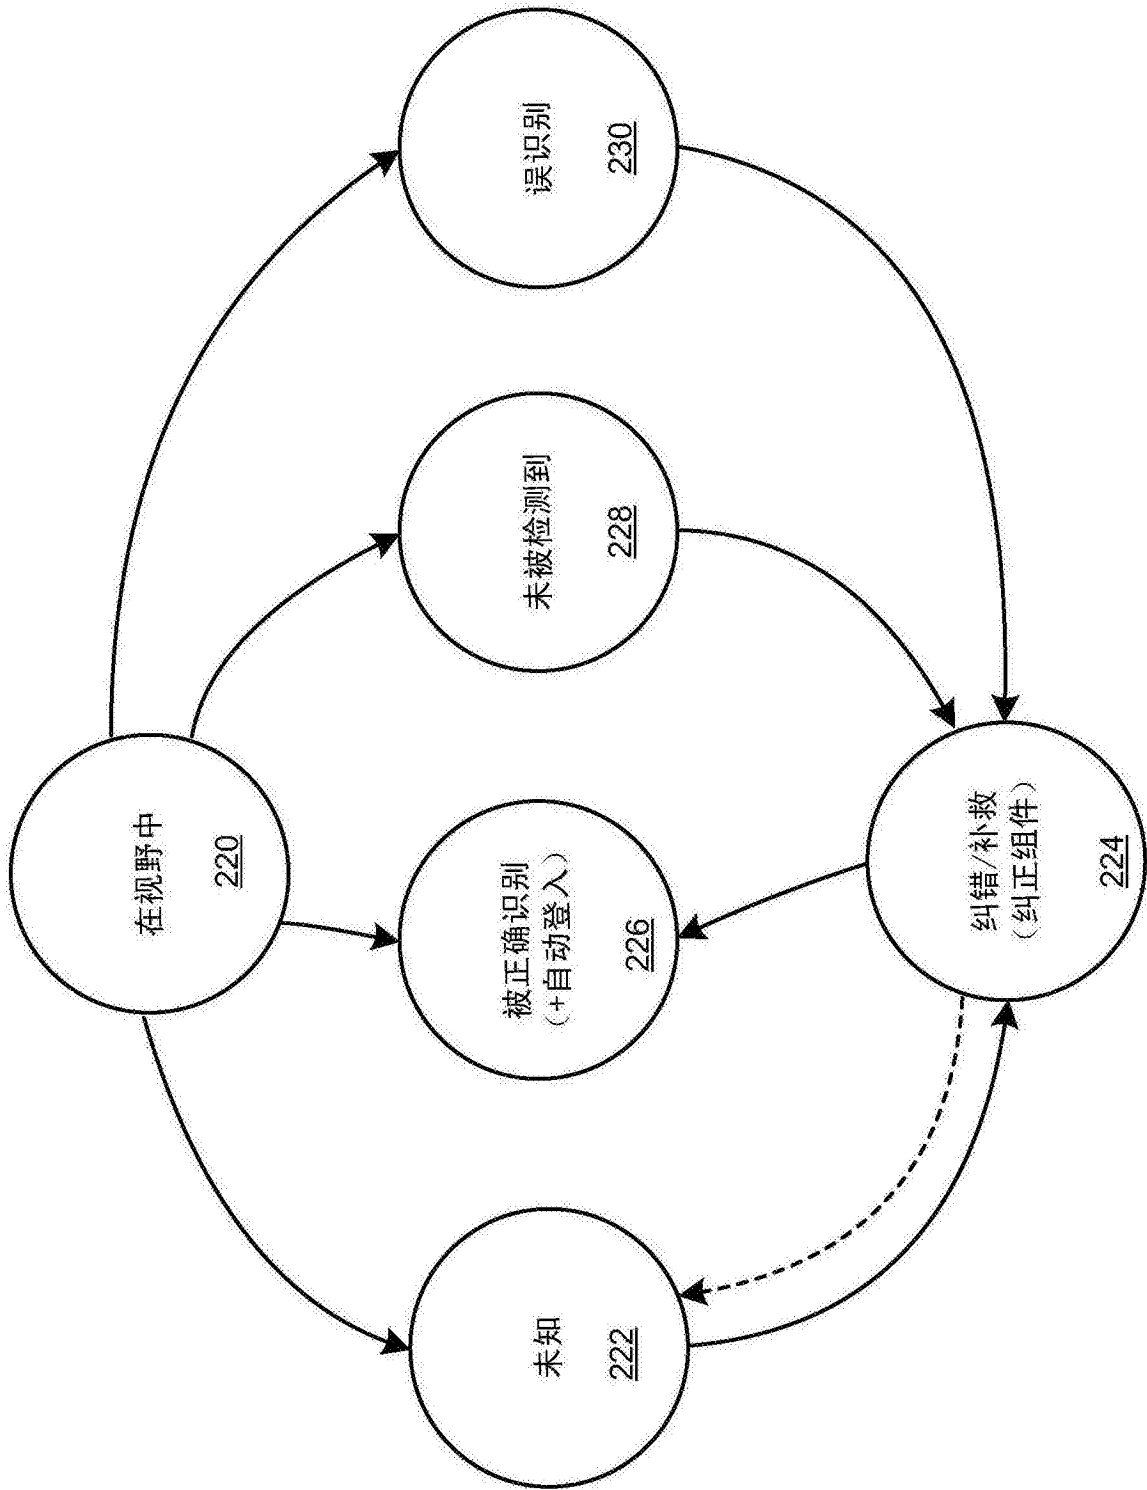 在视野中
220
未知
222
被正确识别
（+自动登入）
226
未被检测到
228
误识别
230
纠错/补救
（纠正组件）
224